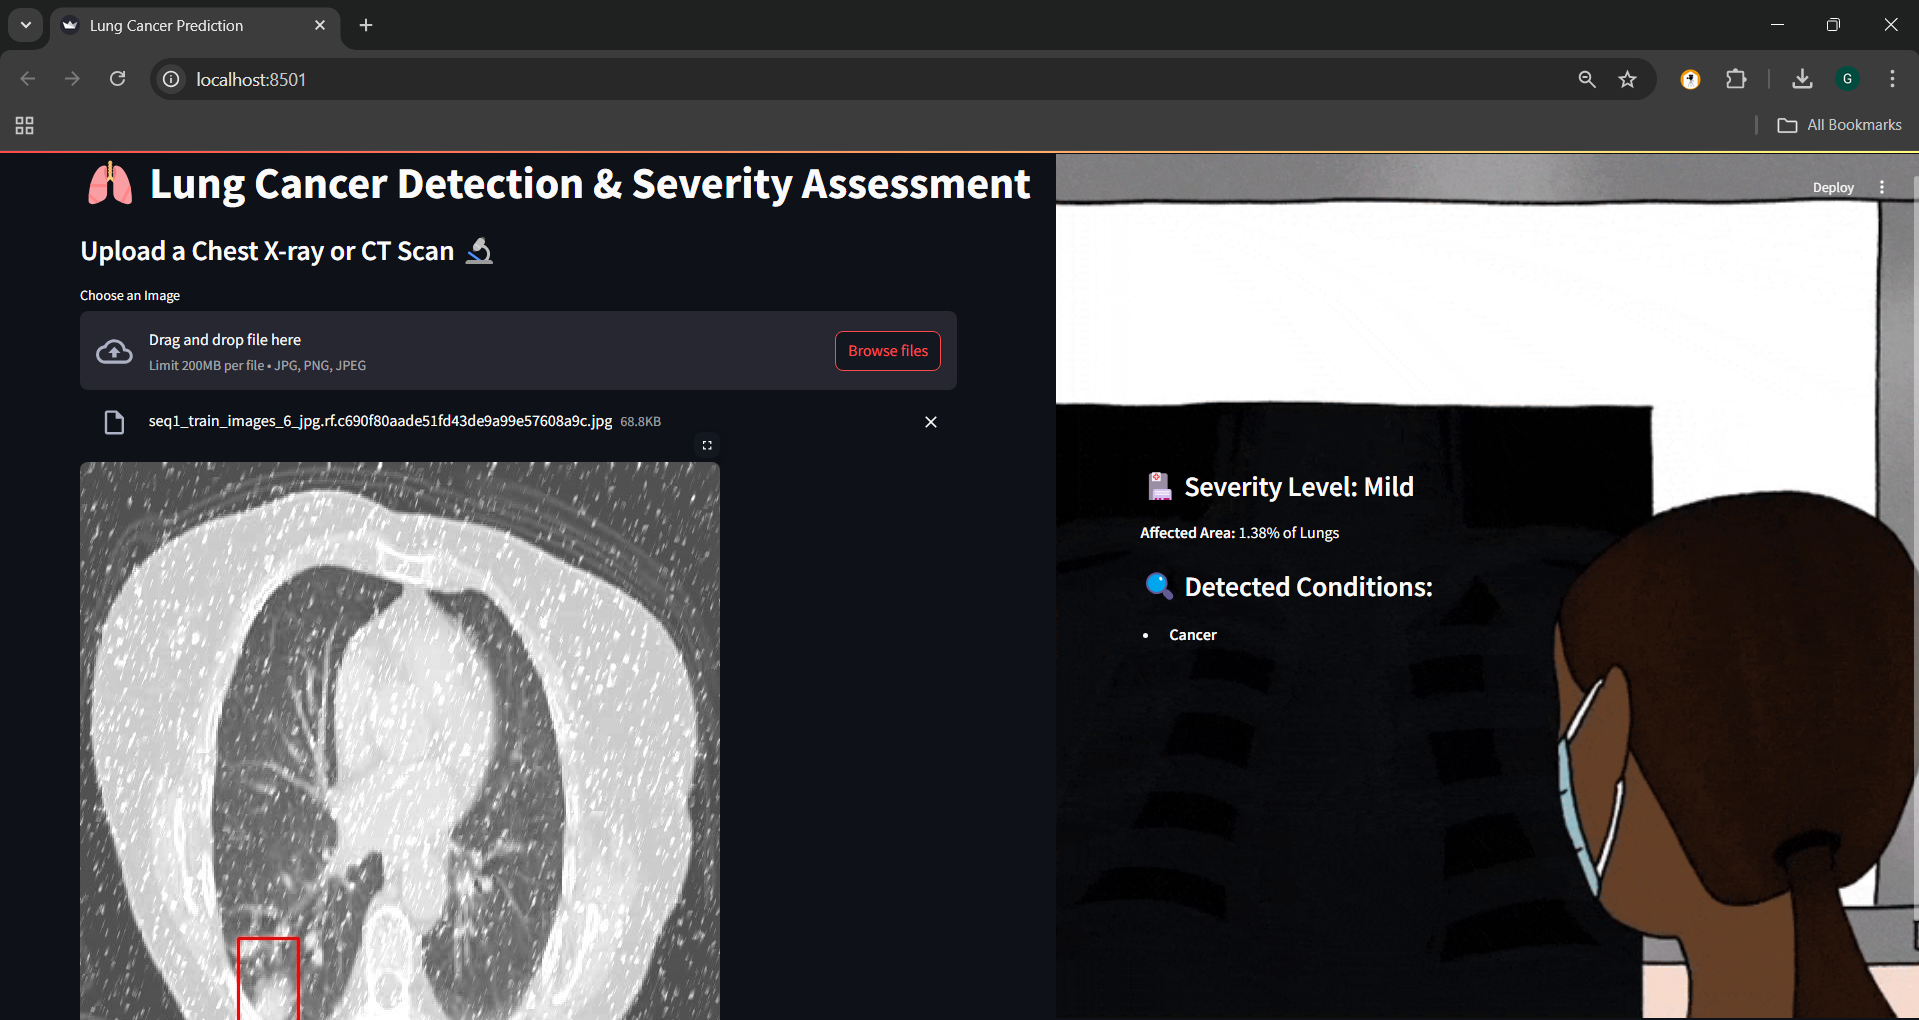 Lung Cancer Prediction
localhost:8501
G
All Bookmarks
Deploy
Lung Cancer Detection & Severity Assessment
Upload a Chest X-ray or CT Scan
Choose an Image
Drag and drop file here
Limit 200MB per file • JPG, PNG, JPEG
Browse files
seq1_train_images_6_jpg.rf.c690f80aade51fd43de9a99e57608a9c.jpg 68.8KB
Severity Level: Mild
Affected Area: 1.38% of Lungs
Detected Conditions:
• Cancer